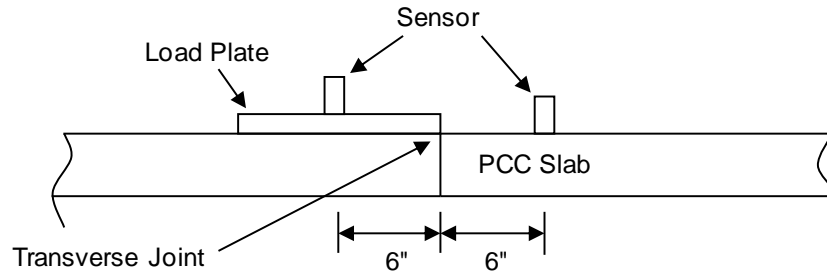 Sensor
Load Plate
PCC Slab
Transverse Joint
6"
6"